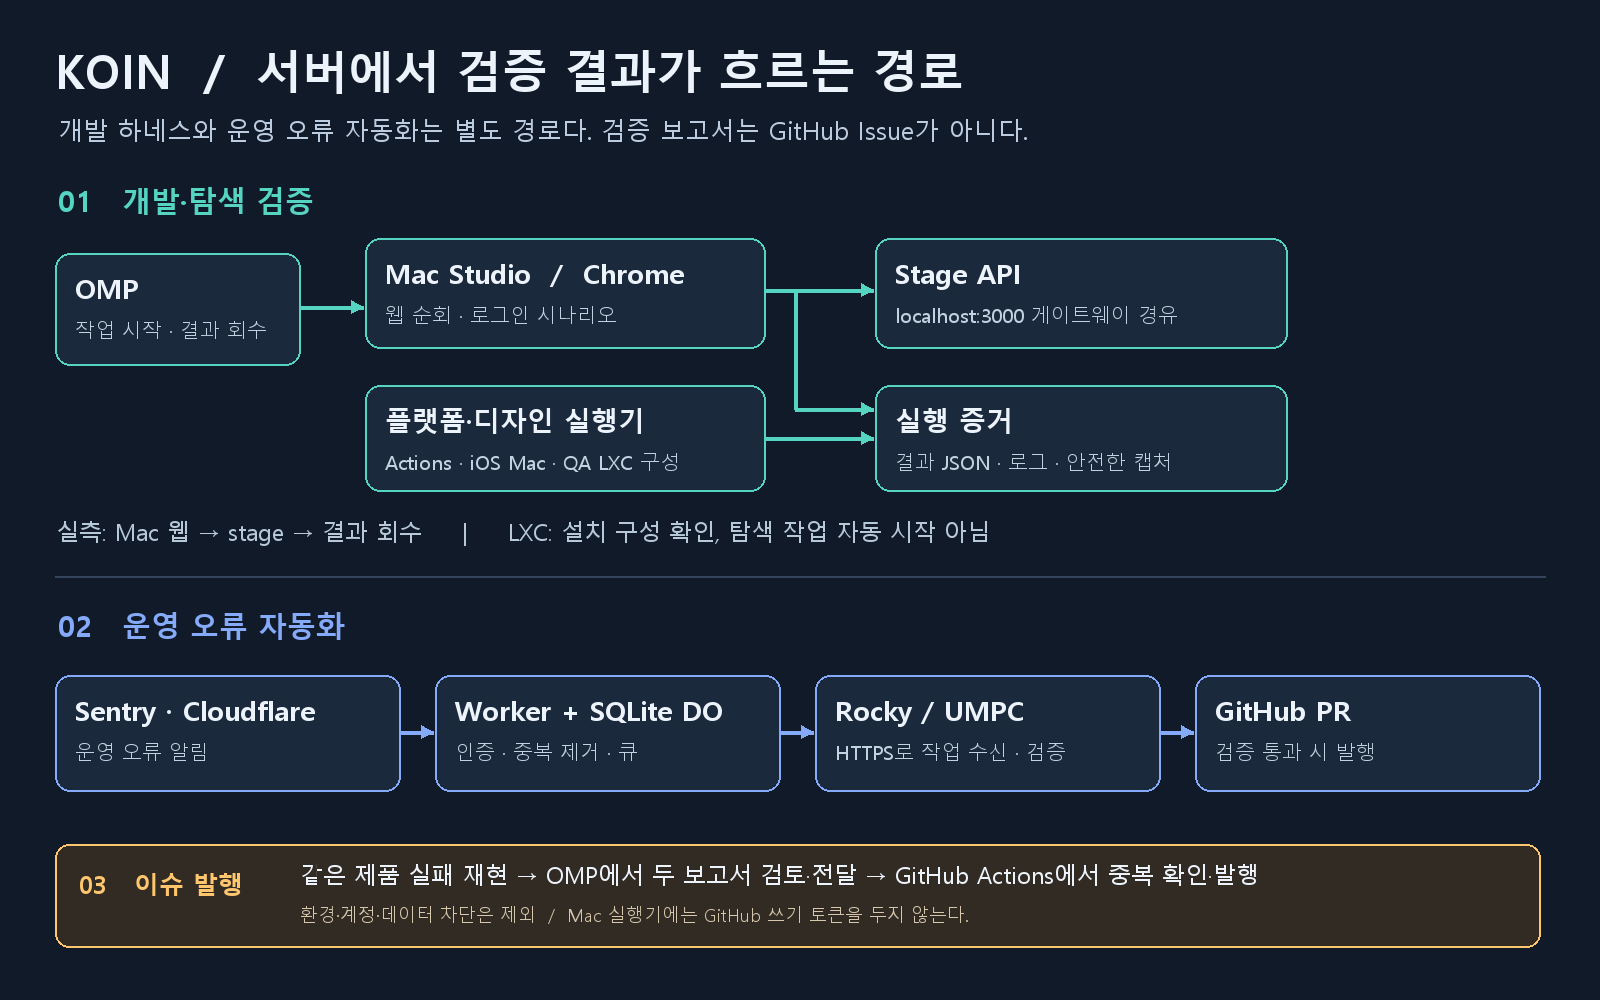 KOIN / 서버에서 검증 결과가 흐르는 경로
개발 하네스와 운영 오류 자동화는 별도 경로다. 검증 보고서는 GitHub Issue가 아니다.
01 개발·탐색 검증
OMP
작업 시작 · 결과 회수
Mac Studio / Chrome
웹 순회 · 로그인 시나리오
Stage API
localhost:3000 게이트웨이 경유
플랫폼·디자인 실행기
Actions · iOS Mac · QA LXC 구성
실행 증거
결과 JSON · 로그 · 안전한 캡처
실측: Mac 웹 → stage → 결과 회수 | LXC: 설치 구성 확인, 탐색 작업 자동 시작 아님
02 운영 오류 자동화
Sentry · Cloudflare
운영 오류 알림
Worker + SQLite DO
인증 · 중복 제거 · 큐
Rocky / UMPC
HTTPS로 작업 수신 · 검증
GitHub PR
검증 통과 시 발행
03 이슈 발행
같은 제품 실패 재현 → OMP에서 두 보고서 검토·전달 → GitHub Actions에서 중복 확인·발행
환경·계정·데이터 차단은 제외 / Mac 실행기에는 GitHub 쓰기 토큰을 두지 않는다.